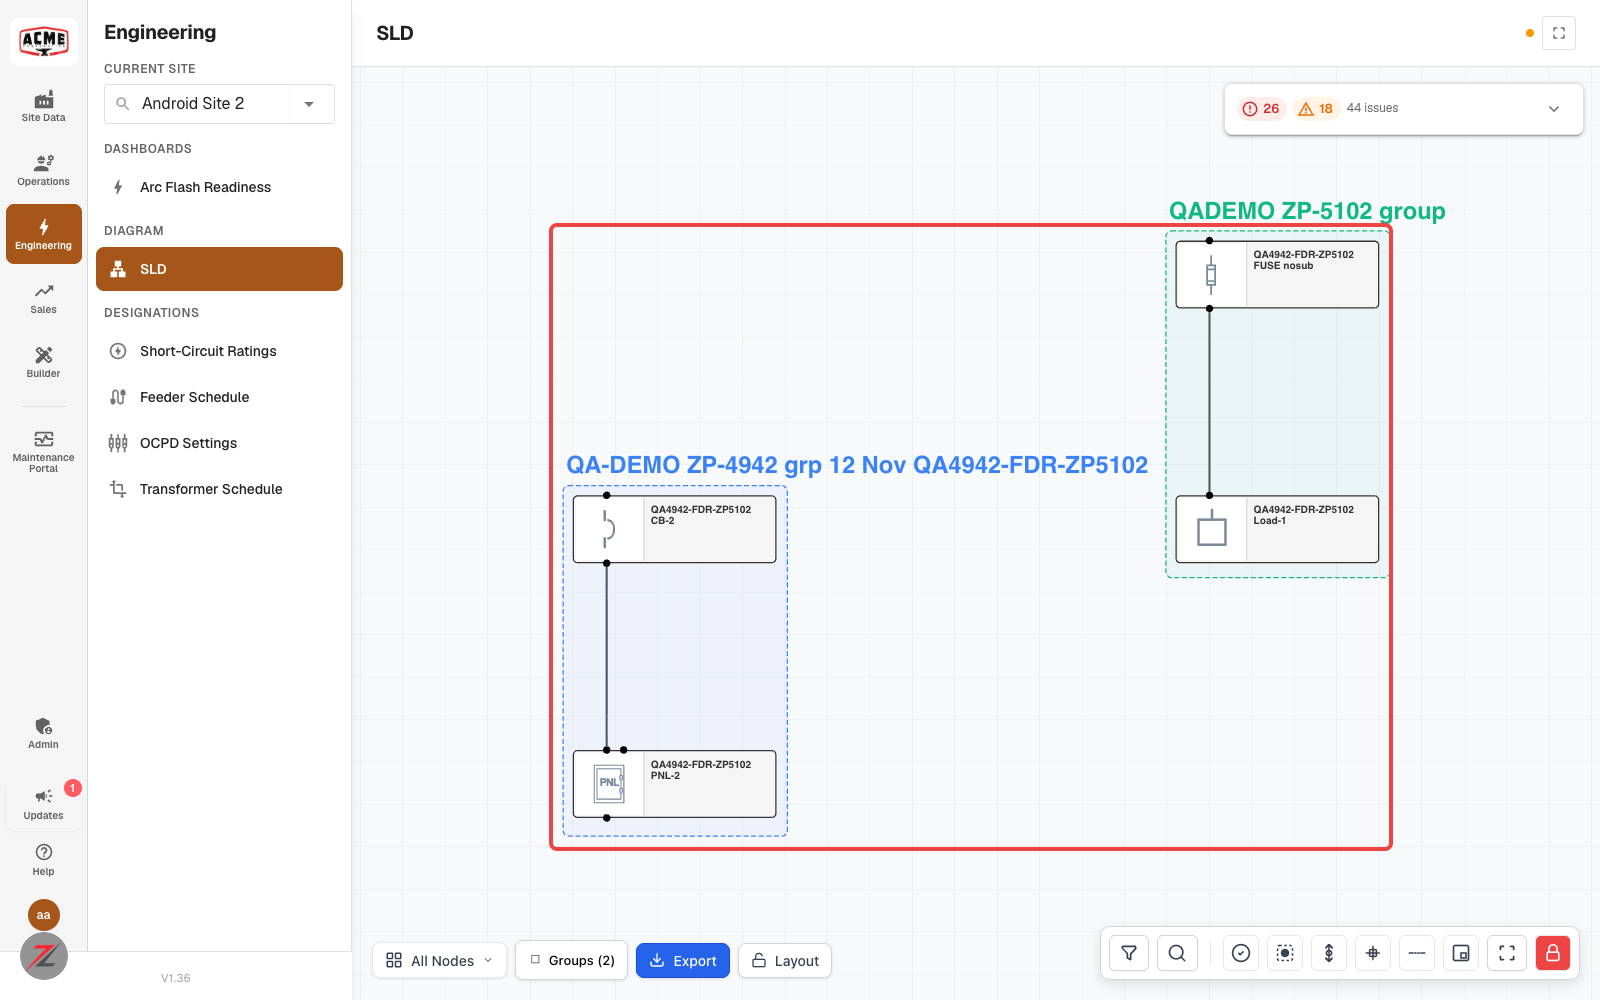 ACME
Site Data
Operations
Engineering
Sales
Builder
Maintenance
Portal
Admin
1
Updates
Help
aa
Engineering
CURRENT SITE
Android Site 2
DASHBOARDS
Arc Flash Readiness
DIAGRAM
SLD
DESIGNATIONS
Short-Circuit Ratings
Feeder Schedule
OCPD Settings
Transformer Schedule
V1.36
SLD
26
18
44 issues
QADEMO ZP-5102 group
QA4942-FDR-ZP5102
FUSE nosub
QA-DEMO ZP-4942 grp 12 Nov QA4942-FDR-ZP5102
QA4942-FDR-ZP5102
CB-2
QA4942-FDR-ZP5102
Load-1
PNL
QA4942-FDR-ZP5102
PNL-2
All Nodes
Groups (2)
Export
Layout